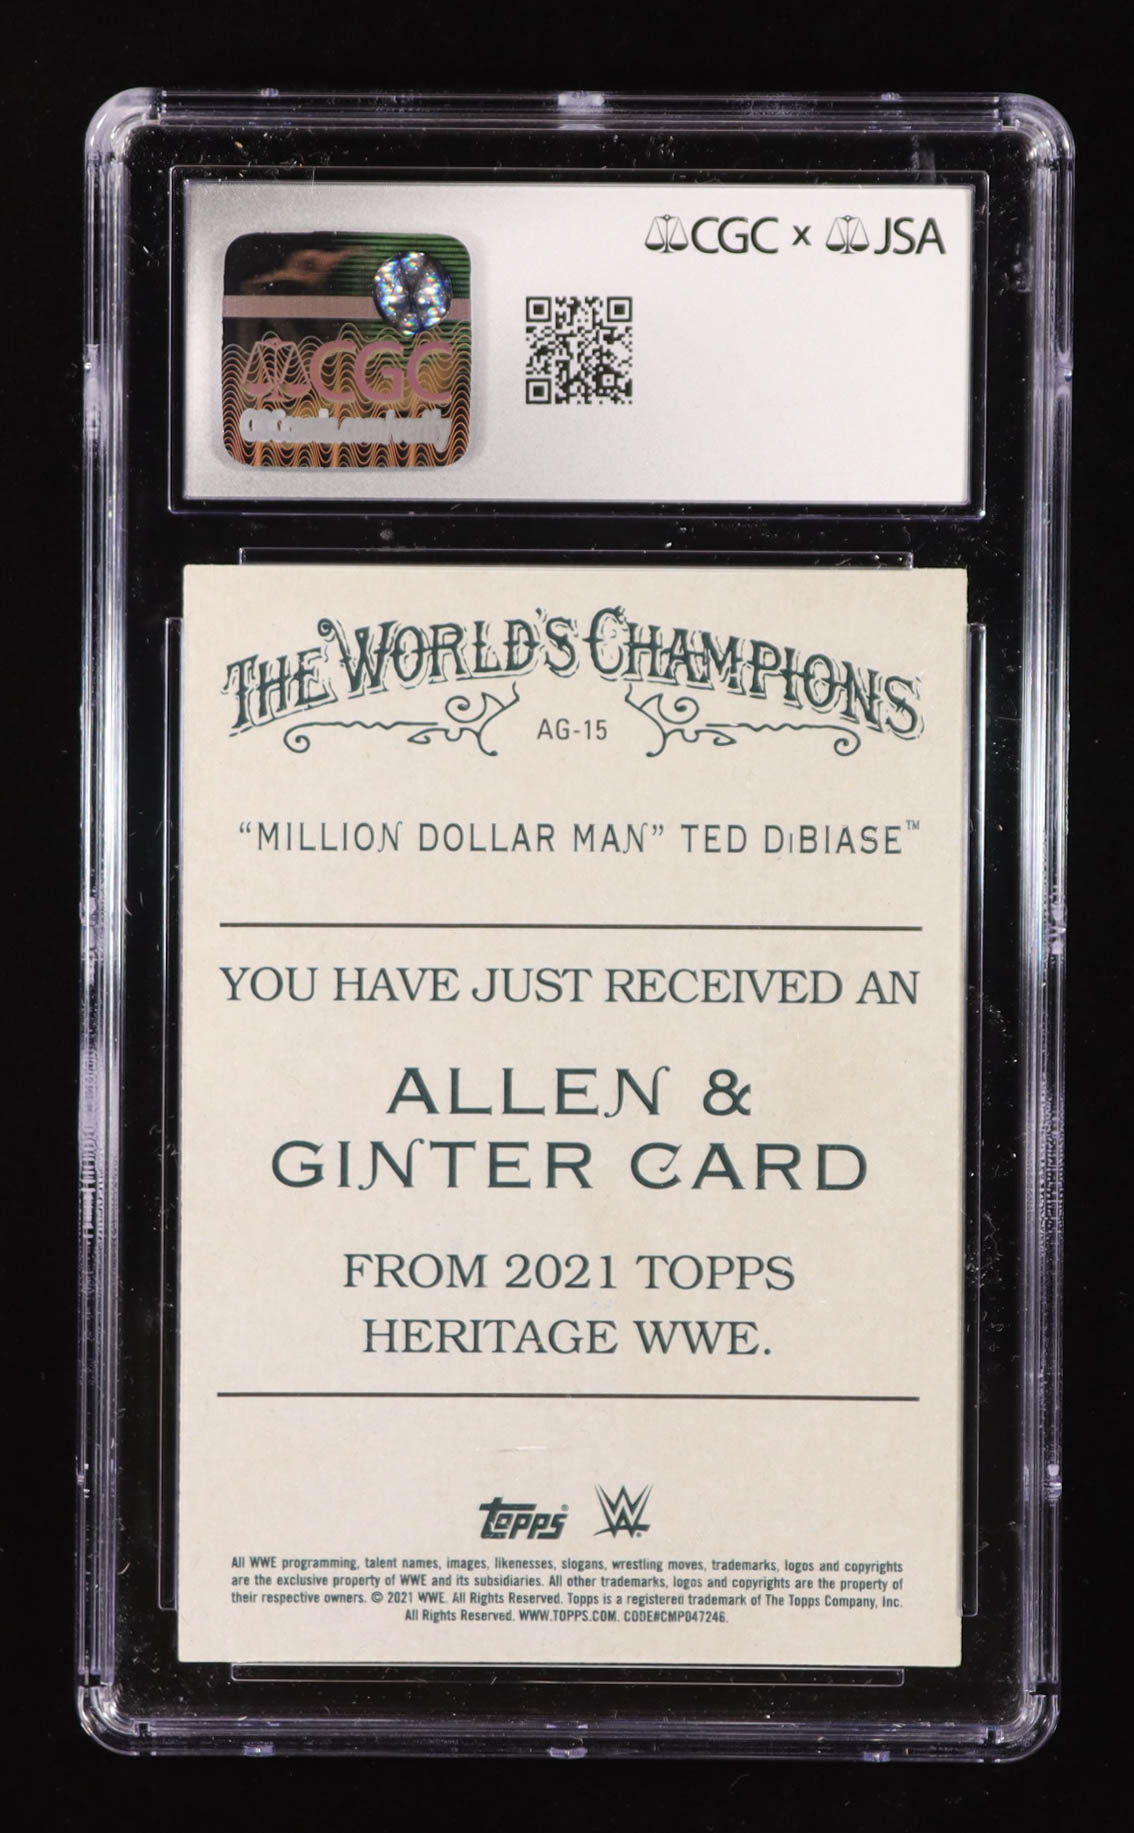 CGC x JSA
CGC
THE WORLD'S CHAMPIONS
AG-15
"MILLION DOLLAR MAN" TED DiBIASE™
YOU HAVE JUST RECEIVED AN
ALLEN &
GINTER CARD
FROM 2021 TOPPS
HERITAGE WWE.
topps® W
All WWE programming, talent names, images, likenesses, slogans, wrestling moves, trademarks, logos and copyrights
are the exclusive property of WWE and its subsidiaries. All other trademarks, logos and copyrights are the property of
their respective owners. © 2021 WWE. All Rights Reserved. Topps is a registered trademark of The Topps Company, Inc.
All Rights Reserved. WWW.TOPPS.COM. CODE#CMP047246.